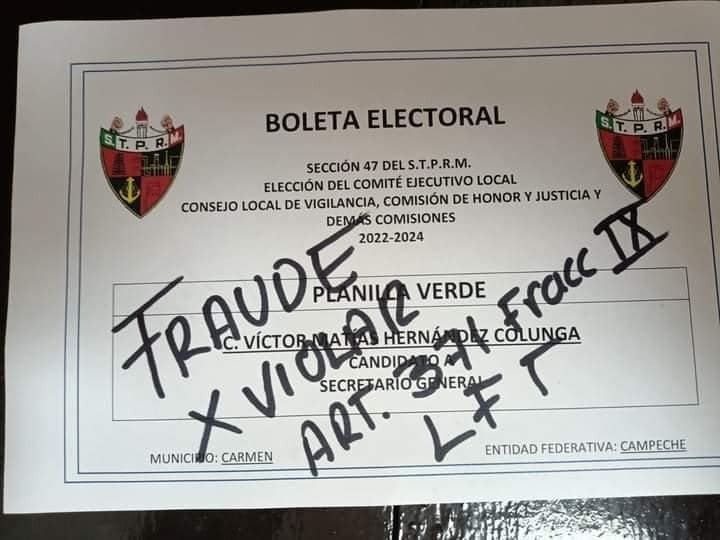 BOLETA ELECTORAL
S.T.P.R.M.
S.T.P.R.M.
SECCIÓN 47 DEL S.T.P.R.M.
ELECCIÓN DEL COMITÉ EJECUTIVO LOCAL
CONSEJO LOCAL DE VIGILANCIA, COMISIÓN DE HONOR Y JUSTICIA Y
DEMÁS COMISIONES
2022-2024
PLANILLA VERDE
C. VÍCTOR MATÍAS HERNÁNDEZ COLUNGA
CANDIDATO A
SECRETARIO GENERAL
FRAUDE
X VIOLAR
ART. 371 Fracc IX
LFT
MUNICIPIO: CARMEN
ENTIDAD FEDERATIVA: CAMPECHE